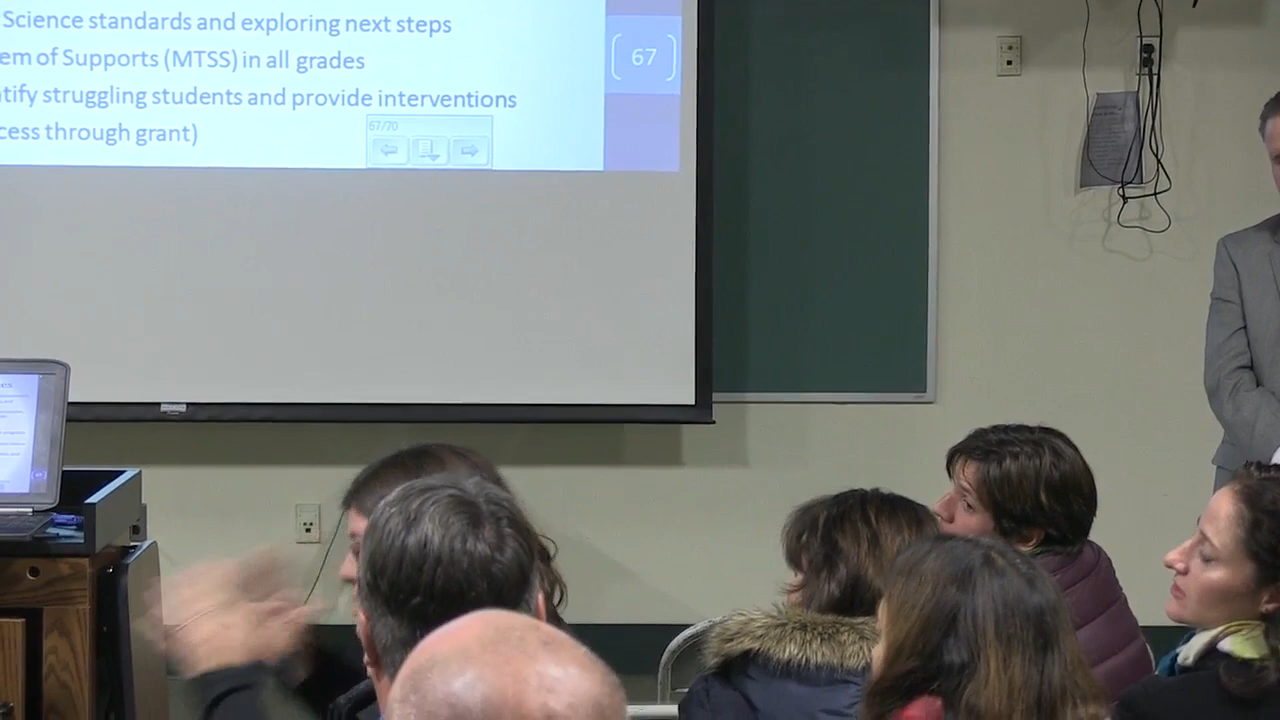 Science standards and exploring next steps
em of Supports (MTSS) in all grades
67
tify struggling students and provide interventions
cess through grant)
67/70